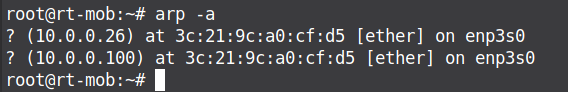 root@rt-mob:~# arp -a
? (10.0.0.26) at 3c:21:9c:a0:cf:d5 [ether] on enp3s0
? (10.0.0.100) at 3c:21:9c:a0:cf:d5 [ether] on enp3s0
root@rt-mob:~#